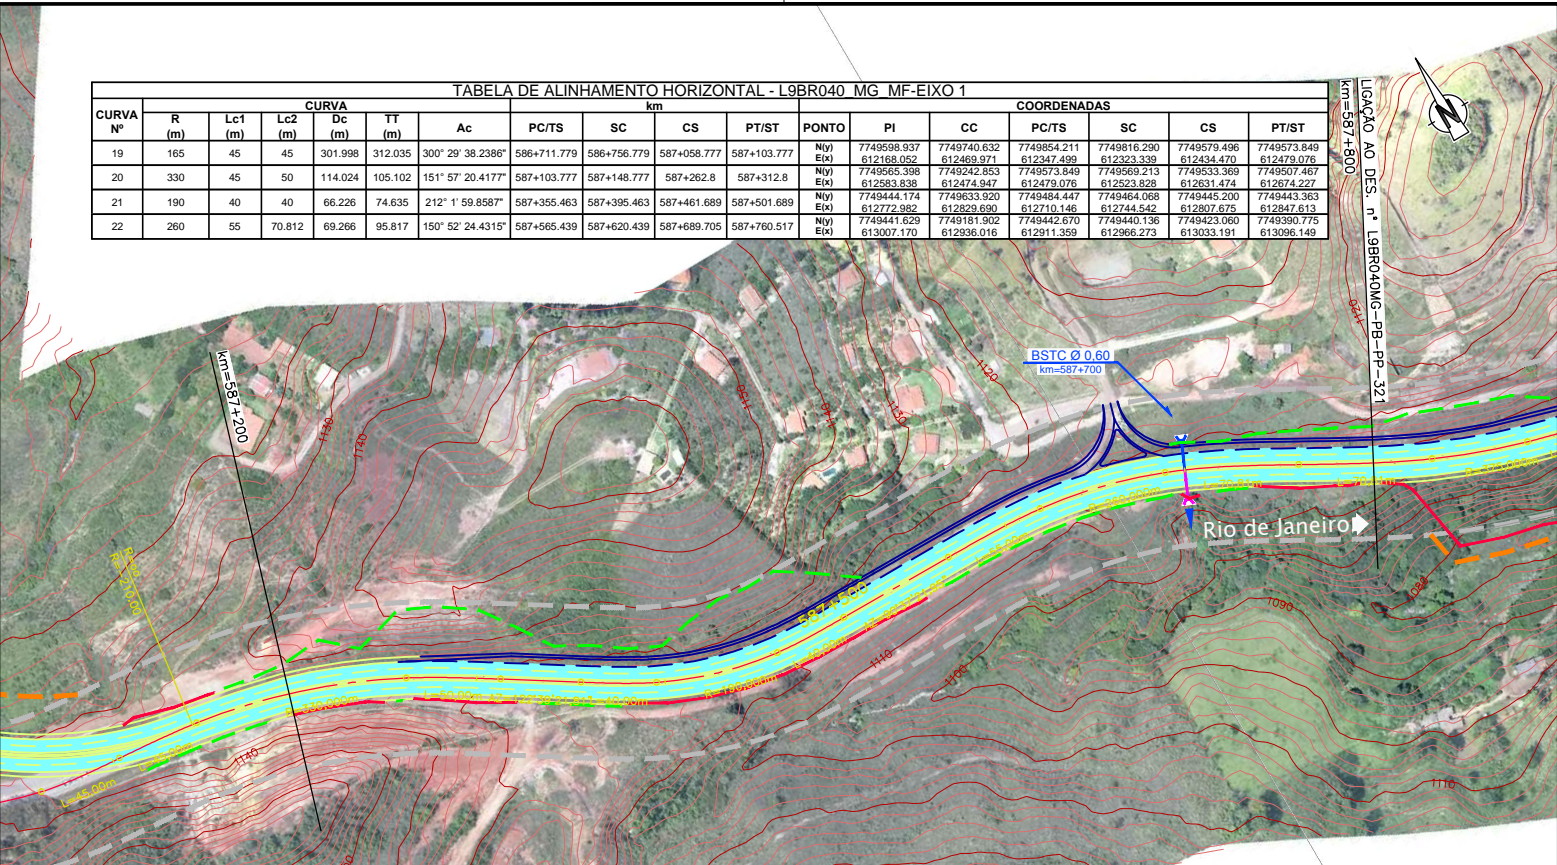 TABELA DE ALINHAMENTO HORIZONTAL - L9BR040_MG_MF-EIXO 1
CURVA Nº CURVA km COORDENADAS
R (m) Lc1 (m) Lc2 (m) Dc (m) TT (m) Ac PC/TS SC CS PT/ST PONTO PI CC PC/TS SC CS PT/ST
19 165 45 45 301.998 312.035 300° 29' 38.2386" 586+711.779 586+756.779 587+058.777 587+103.777 N(y) 7749598.937 7749740.632 7749854.211 7749816.290 7749579.496 7749573.849
E(x) 612168.052 612469.971 612347.499 612323.339 612434.470 612479.076
20 330 45 50 114.024 105.102 151° 57' 20.4177" 587+103.777 587+148.777 587+262.8 587+312.8 N(y) 7749565.398 7749242.853 7749573.849 7749569.213 7749533.369 7749507.467
E(x) 612583.838 612474.947 612479.076 612523.828 612631.474 612674.227
21 190 40 40 66.226 74.635 212° 1' 59.8587" 587+355.463 587+395.463 587+461.689 587+501.689 N(y) 7749444.174 7749633.920 7749484.447 7749464.068 7749445.200 7749443.363
E(x) 612772.982 612829.690 612710.146 612744.542 612807.675 612847.613
22 260 55 70.812 69.266 95.817 150° 52' 24.4315" 587+565.439 587+620.439 587+689.705 587+760.517 N(y) 7749441.629 7749181.902 7749442.670 7749440.136 7749423.060 7749390.775
E(x) 613007.170 612936.016 612911.359 612966.273 613033.191 613096.149
LIGAÇÃO AO DES. nº L9BR040MG-PB-PP-321
km=587+800
km=587+200
BSTC Ø 0,60
km=587+700
587+500
Rio de Janeiro
1120
1120
1130
1130
1140
1140
1090
1100
1110
1110
1140
L=45.00m
L=70.81m
R=190.000m